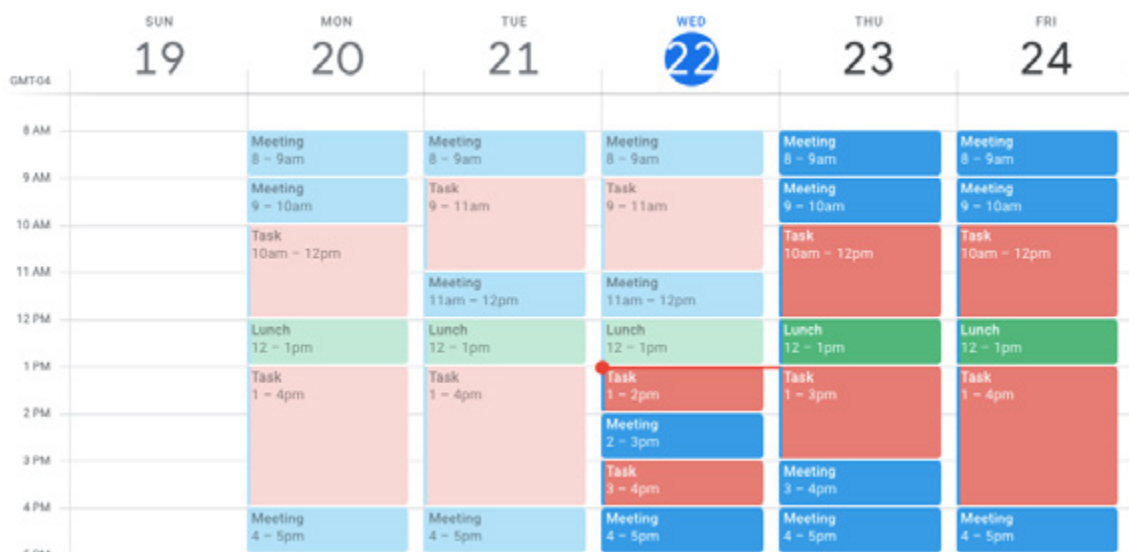 SUN MON TUE WED THU FRI
19 20 21 22 23 24
GMT-04
8 AM
Meeting Meeting Meeting Meeting Meeting
8 – 9am 8 – 9am 8 – 9am 8 – 9am 8 – 9am
9 AM
Meeting Task Task Meeting Meeting
9 – 10am 9 – 11am 9 – 11am 9 – 10am 9 – 10am
10 AM
Task Task Task
10am – 12pm 10am – 12pm 10am – 12pm
11 AM
Meeting Meeting
11am – 12pm 11am – 12pm
12 PM
Lunch Lunch Lunch Lunch Lunch
12 – 1pm 12 – 1pm 12 – 1pm 12 – 1pm 12 – 1pm
1 PM
Task Task Task Task Task
1 – 4pm 1 – 4pm 1 – 2pm 1 – 3pm 1 – 4pm
2 PM
Meeting
2 – 3pm
3 PM
Task Meeting
3 – 4pm 3 – 4pm
4 PM
Meeting Meeting Meeting Meeting Meeting
4 – 5pm 4 – 5pm 4 – 5pm 4 – 5pm 4 – 5pm